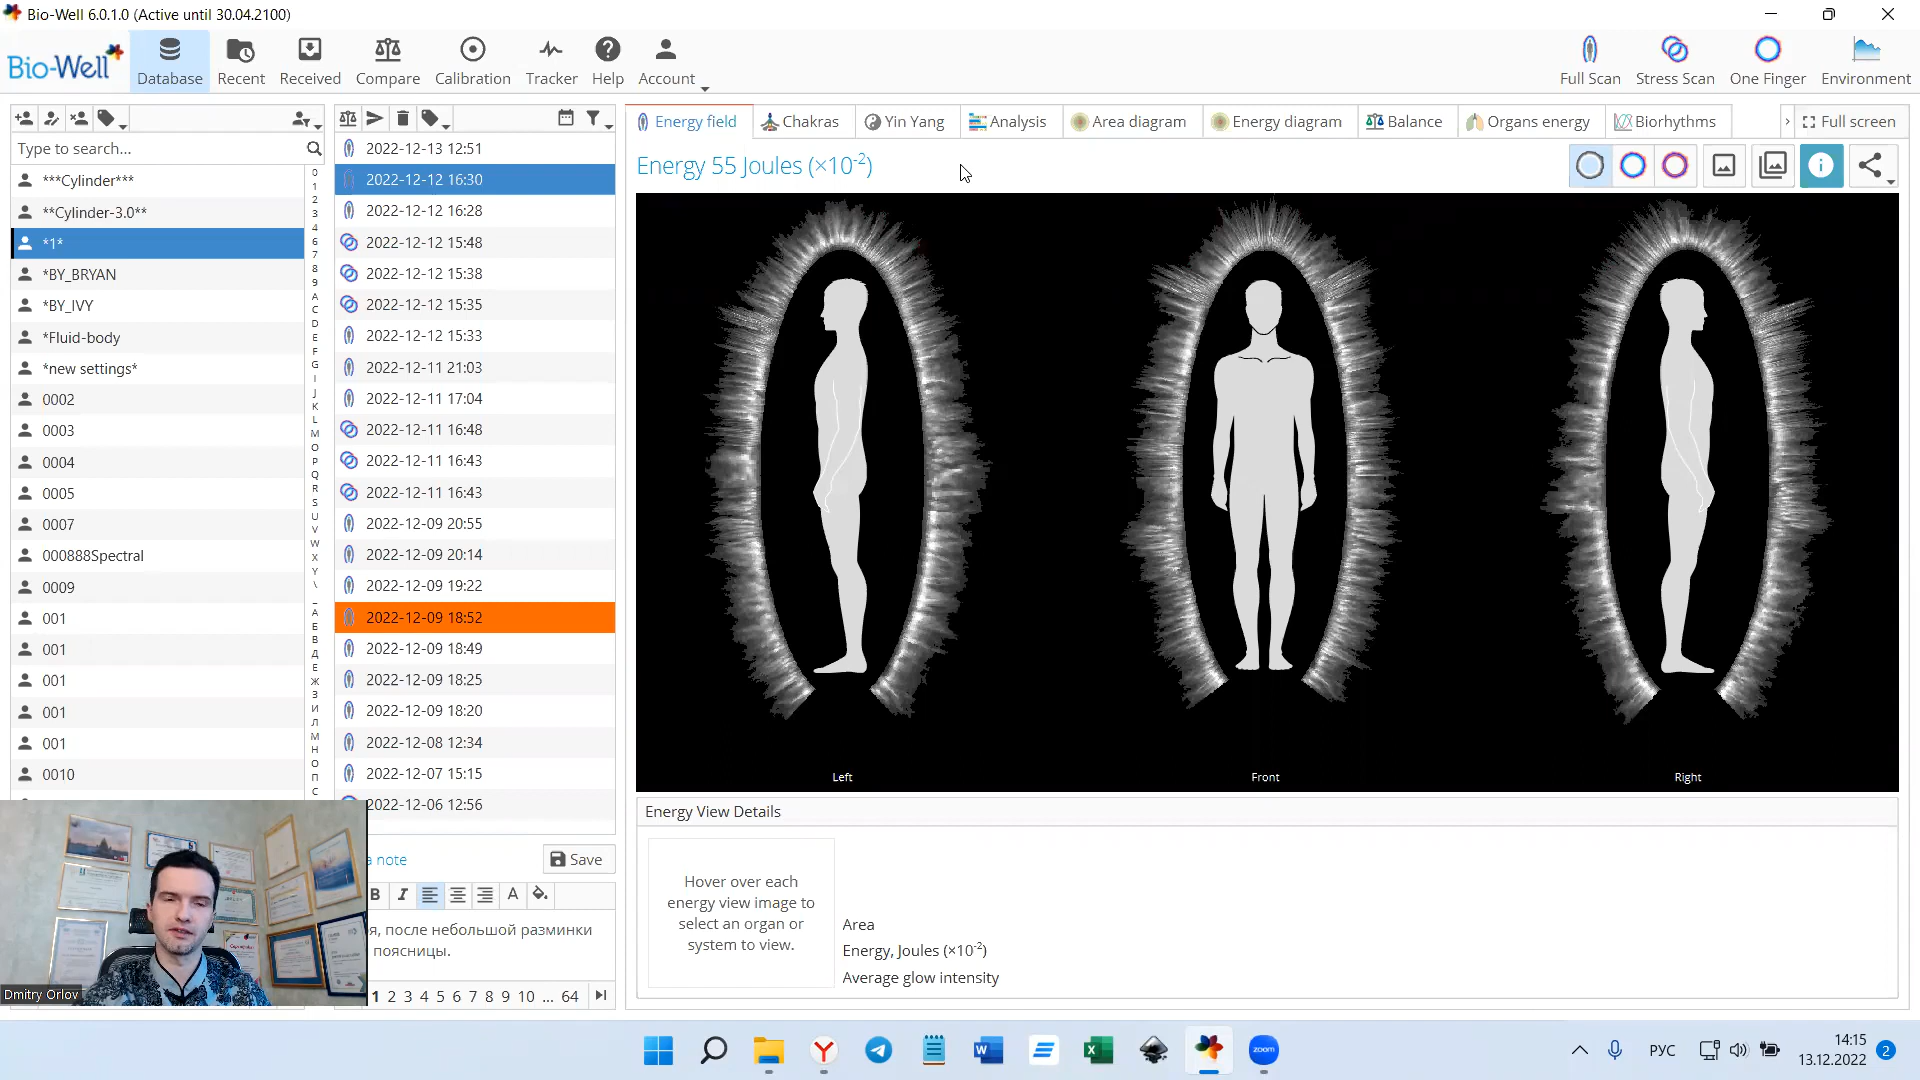 Bio-Well 6.0.1.0 (Active until 30.04.2100)
Bio-Well
Database
Recent
Received
Compare
Calibration
Tracker
Help
Account
Full Scan
Stress Scan
One Finger
Environment
Type to search...
***Cylinder***
**Cylinder-3.0**
*1*
*BY_BRYAN
*BY_IVY
*Fluid-body
*new settings*
0002
0003
0004
0005
0007
000888Spectral
0009
001
001
001
001
001
0010
0
1
2
3
4
6
7
8
9
A
C
D
E
F
G
I
J
K
L
M
O
P
Q
R
S
U
V
W
X
Y
\
_
А
Б
В
Д
Е
Ж
З
И
Л
М
Н
О
П
С
2022-12-13 12:51
2022-12-12 16:30
2022-12-12 16:28
2022-12-12 15:48
2022-12-12 15:38
2022-12-12 15:35
2022-12-12 15:33
2022-12-11 21:03
2022-12-11 17:04
2022-12-11 16:48
2022-12-11 16:43
2022-12-11 16:43
2022-12-09 20:55
2022-12-09 20:14
2022-12-09 19:22
2022-12-09 18:52
2022-12-09 18:49
2022-12-09 18:25
2022-12-09 18:20
2022-12-08 12:34
2022-12-07 15:15
2022-12-06 12:56
a note
Save
B I A
я, после небольшой разминки
поясницы.
1 2 3 4 5 6 7 8 9 10 ... 64
Dmitry Orlov
Energy field
Chakras
Yin Yang
Analysis
Area diagram
Energy diagram
Balance
Organs energy
Biorhythms
Full screen
Energy 55 Joules (×10⁻²)
Left
Front
Right
Energy View Details
Hover over each
energy view image to
select an organ or
system to view.
Area
Energy, Joules (×10⁻²)
Average glow intensity
zoom
РУС
14:15
13.12.2022
2